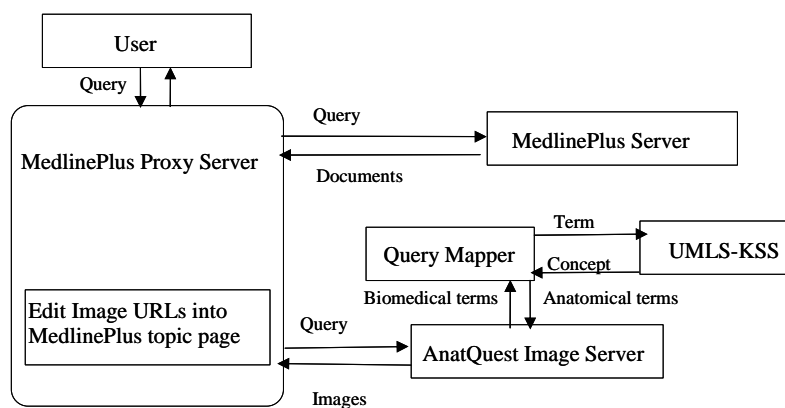 User
Query
Query
MedlinePlus Server
MedlinePlus Proxy Server
Documents
Term
Query Mapper
UMLS-KSS
Concept
Biomedical terms
Anatomical terms
Edit Image URLs into
MedlinePlus topic page
Query
AnatQuest Image Server
Images